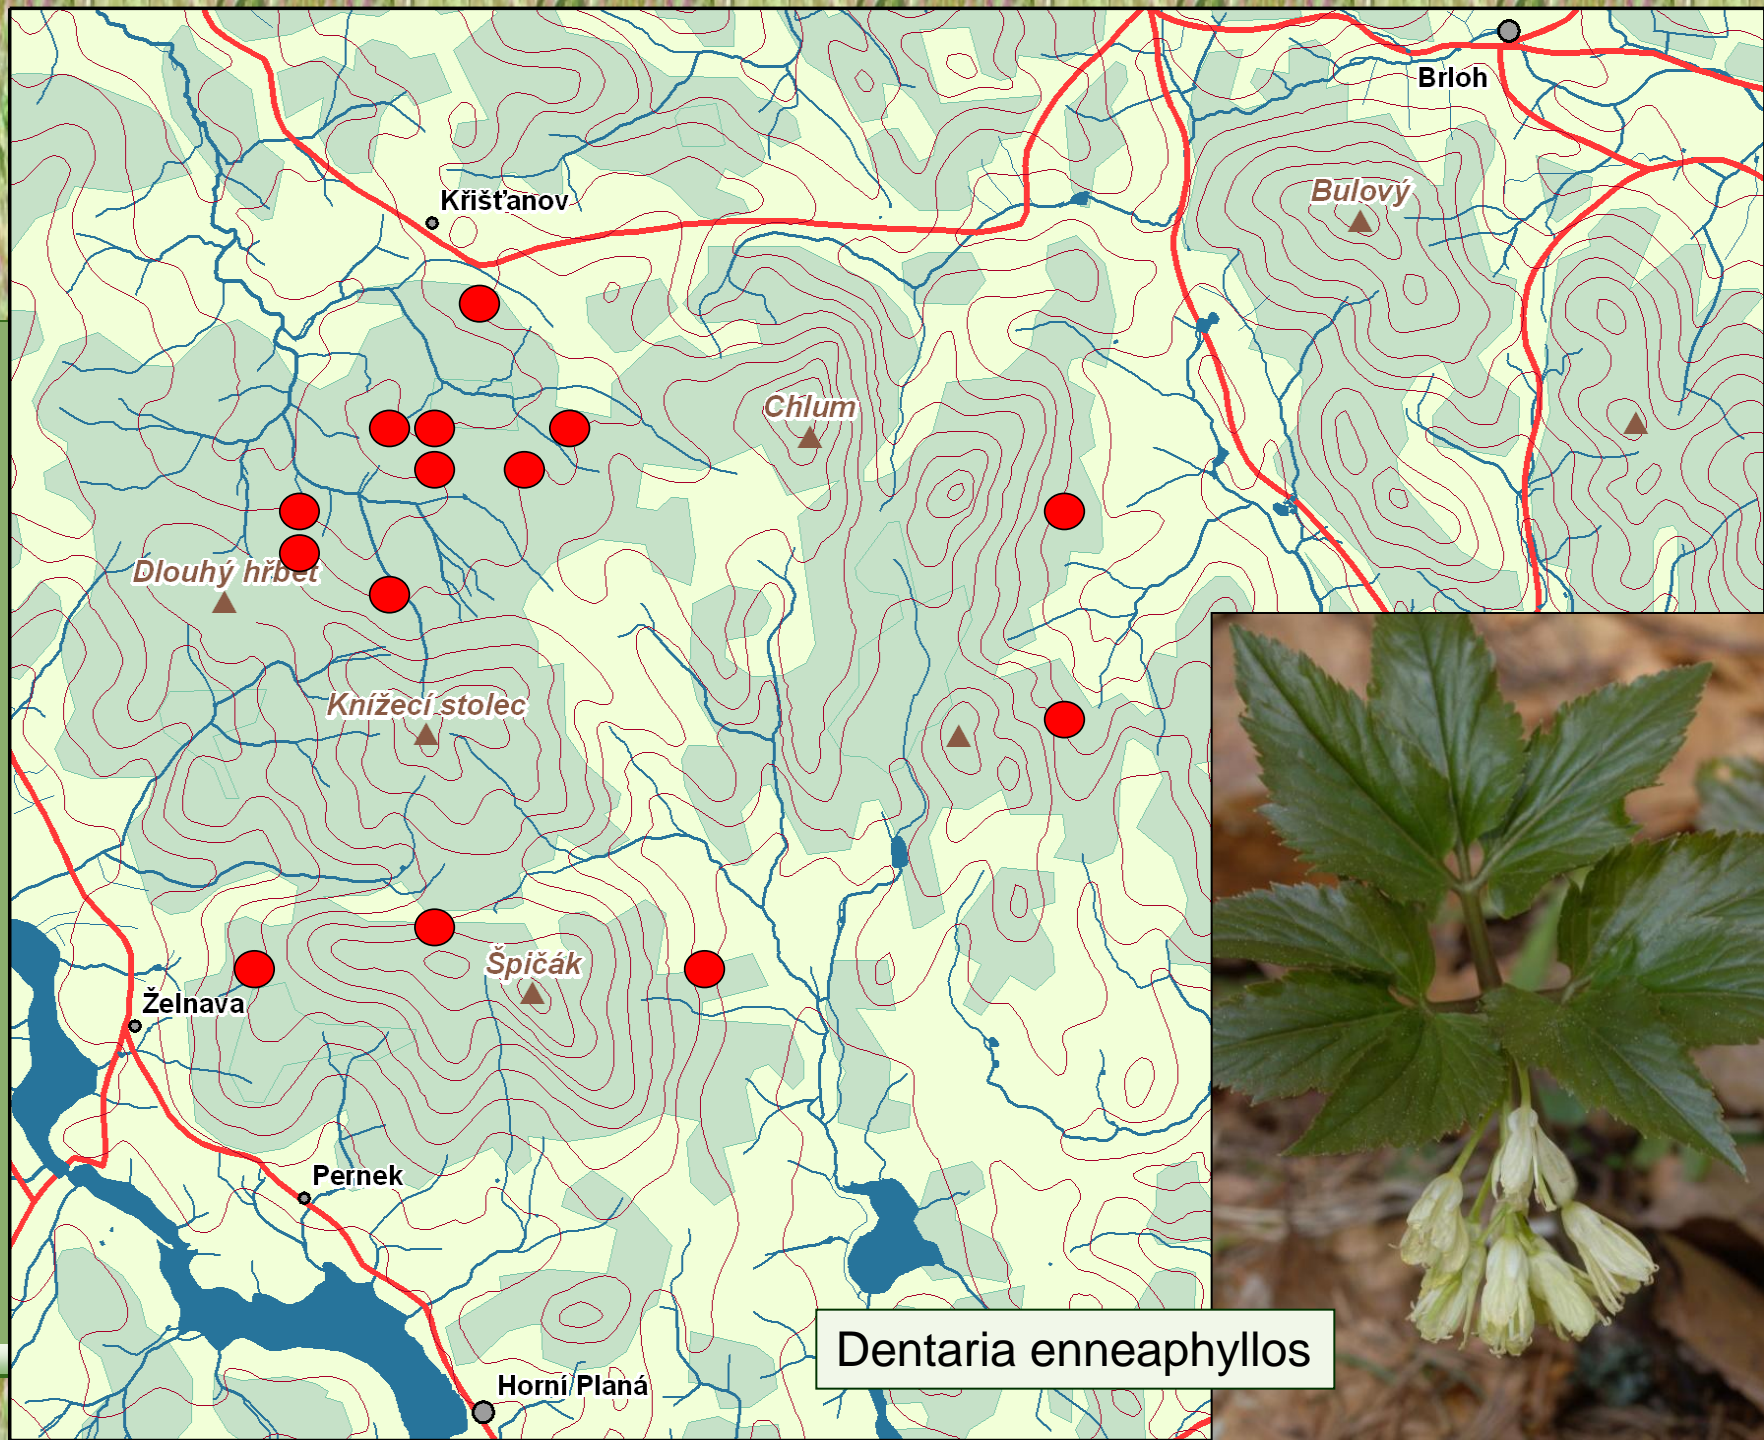 Brloh
Křišťanov
Bulový
Chlum
Dlouhý hřbet
Knížecí stolec
Špičák
Želnava
Pernek
Dentaria enneaphyllos
Horní Planá